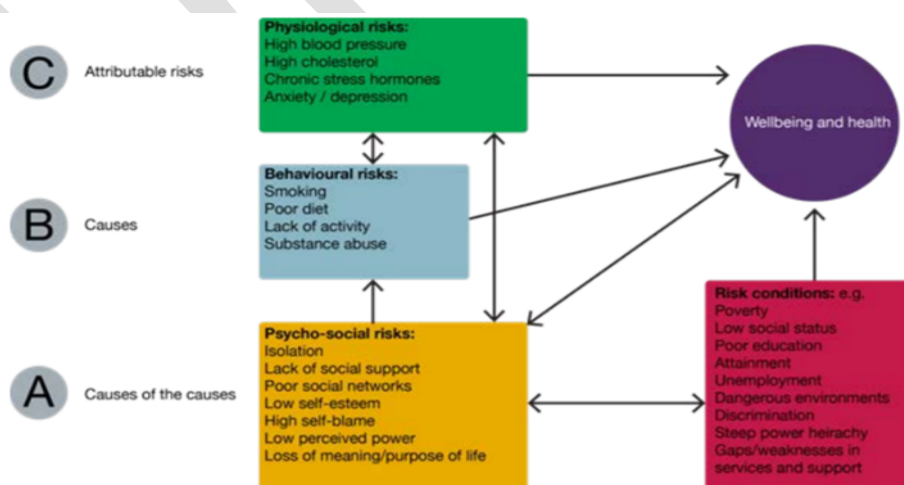 C
Attributable risks
Physiological risks:
High blood pressure
High cholesterol
Chronic stress hormones
Anxiety / depression
Wellbeing and health
B
Causes
Behavioural risks:
Smoking
Poor diet
Lack of activity
Substance abuse
A
Causes of the causes
Psycho-social risks:
Isolation
Lack of social support
Poor social networks
Low self-esteem
High self-blame
Low perceived power
Loss of meaning/purpose of life
Risk conditions: e.g.
Poverty
Low social status
Poor education
Attainment
Unemployment
Dangerous environments
Discrimination
Steep power heirachy
Gaps/weaknesses in
services and support